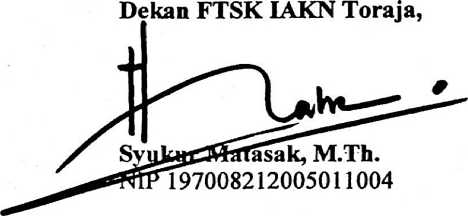 Dekan FTSK IAKN Toraja,
Syukur Matasak, M.Th.
NIP 197008212005011004